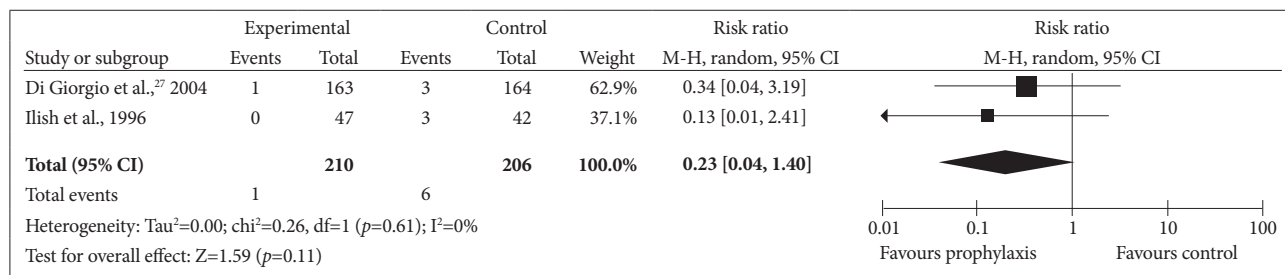 Experimental Control Risk ratio Risk ratio
Study or subgroup Events Total Events Total Weight M-H, random, 95% CI M-H, random, 95% CI
Di Giorgio et al.,²⁷ 2004 1 163 3 164 62.9% 0.34 [0.04, 3.19]
Ilish et al., 1996 0 47 3 42 37.1% 0.13 [0.01, 2.41]
Total (95% CI) 210 206 100.0% 0.23 [0.04, 1.40]
Total events 1 6
Heterogeneity: Tau²=0.00; chi²=0.26, df=1 (p=0.61); I²=0%
Test for overall effect: Z=1.59 (p=0.11)
0.01 0.1 1 10 100
Favours prophylaxis Favours control